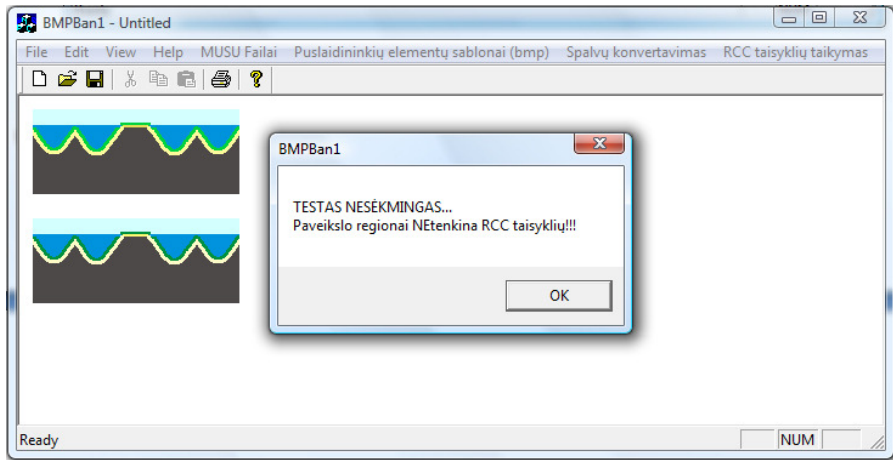 BMPBan1 - Untitled
File Edit View Help MUSU Failai Puslaidininkių elementų sablonai (bmp) Spalvų konvertavimas RCC taisyklių taikymas
BMPBan1
TESTAS NESĖKMINGAS...
Paveikslo regionai NEtenkina RCC taisyklių!!!
OK
Ready
NUM